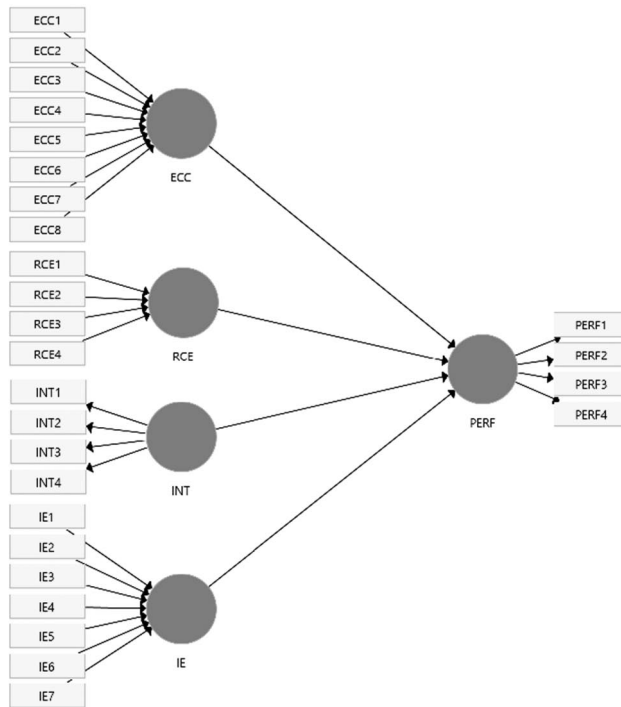 ECC1
ECC2
ECC3
ECC4
ECC5
ECC6
ECC7
ECC8
ECC
RCE1
RCE2
RCE3
RCE4
RCE
INT1
INT2
INT3
INT4
INT
IE1
IE2
IE3
IE4
IE5
IE6
IE7
IE
PERF
PERF1
PERF2
PERF3
PERF4